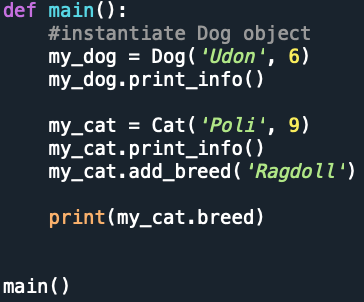 def main():
    #instantiate Dog object
    my_dog = Dog('Udon', 6)
    my_dog.print_info()

    my_cat = Cat('Poli', 9)
    my_cat.print_info()
    my_cat.add_breed('Ragdoll')

    print(my_cat.breed)


main()